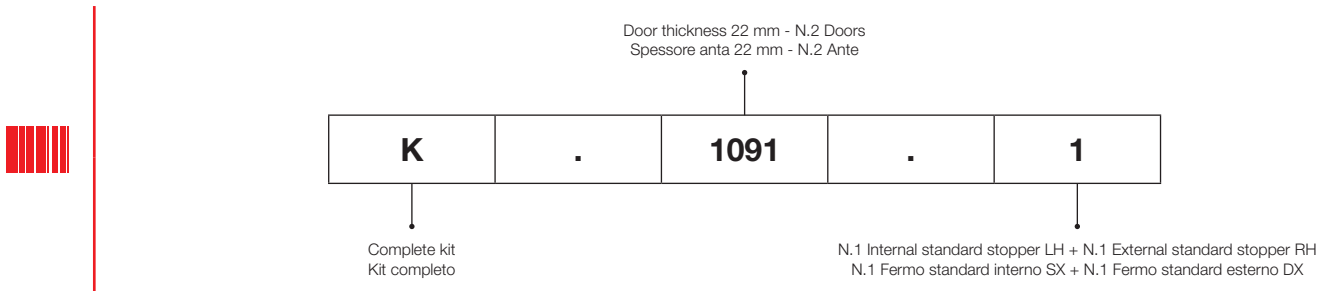 Door thickness 22 mm - N.2 Doors
Spessore anta 22 mm - N.2 Ante
K . 1091 . 1
Complete kit
Kit completo
N.1 Internal standard stopper LH + N.1 External standard stopper RH
N.1 Fermo standard interno SX + N.1 Fermo standard esterno DX